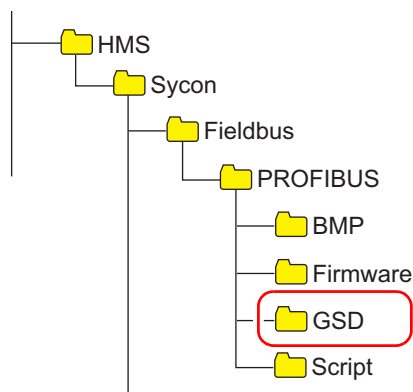 HMS
Sycon
Fieldbus
PROFIBUS
BMP
Firmware
GSD
Script